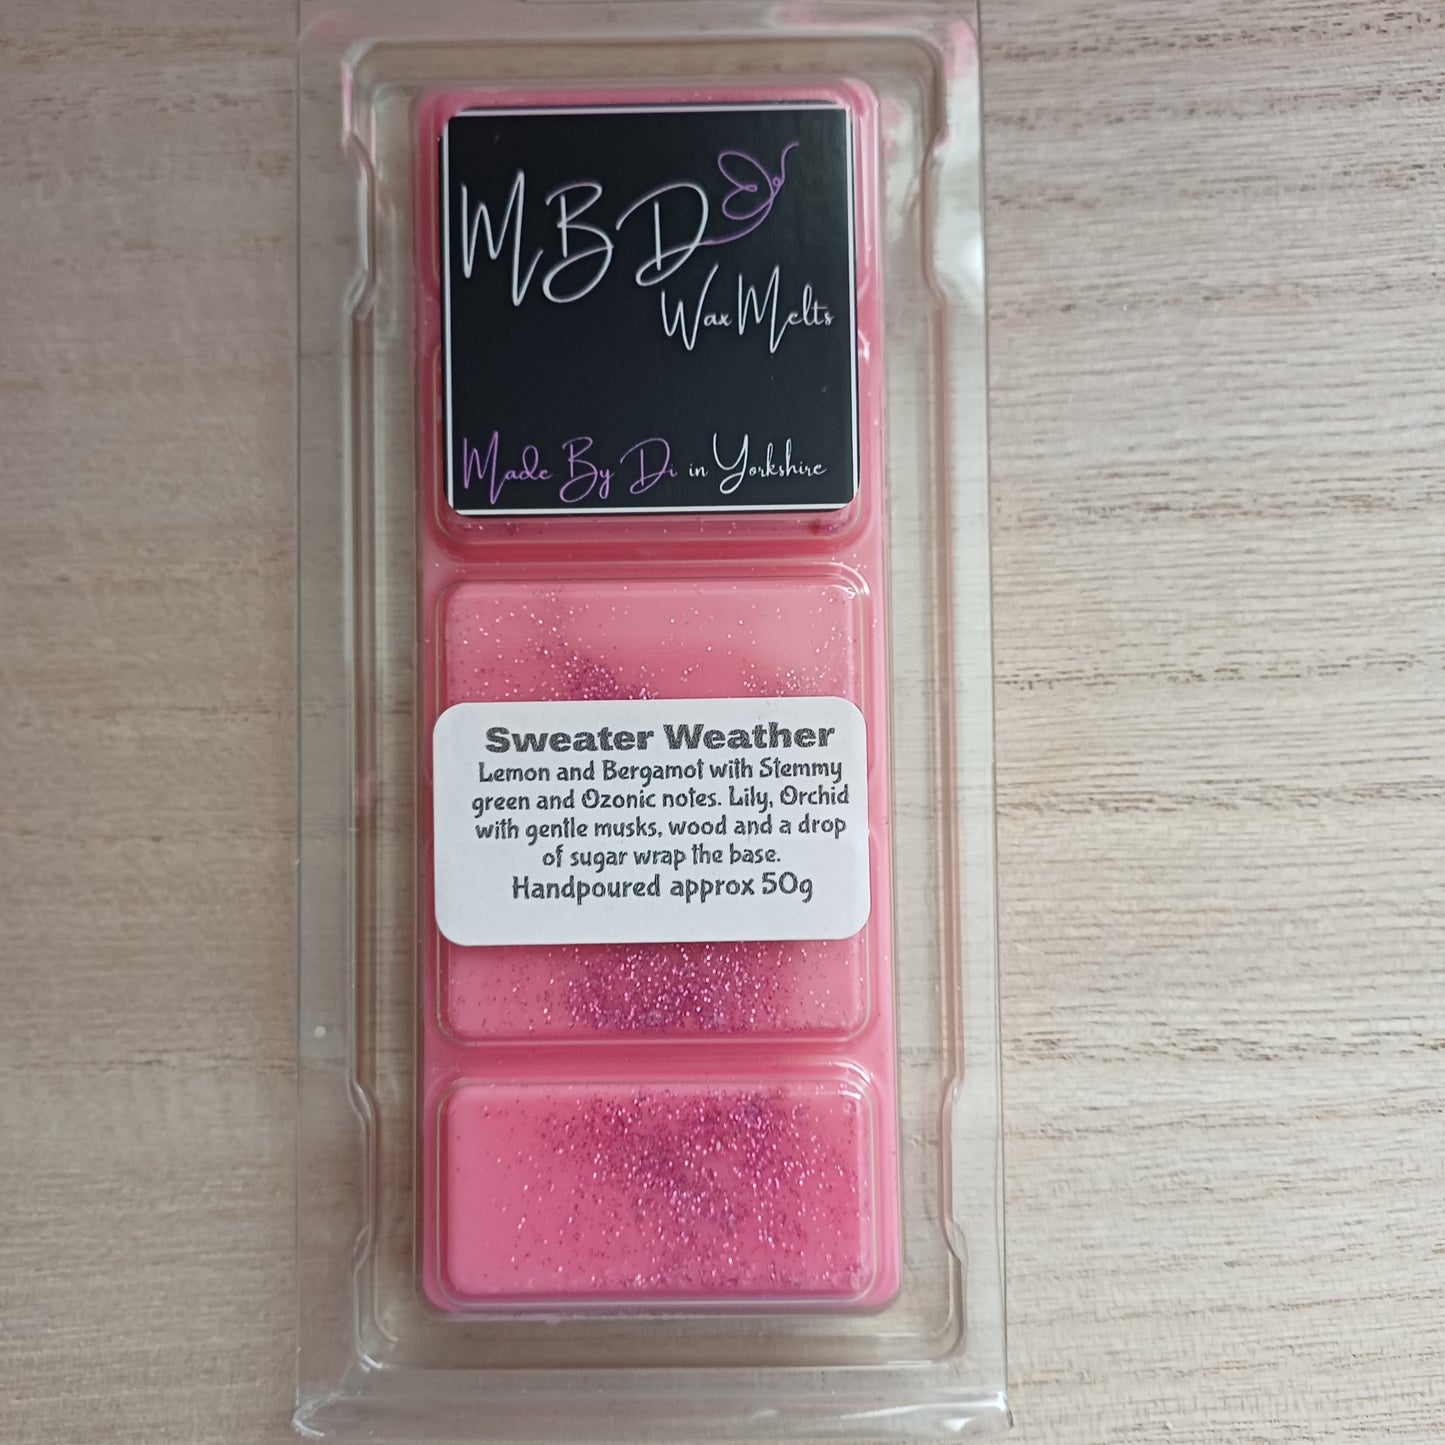 MBD
Wax Melts
Made By Di in Yorkshire
Sweater Weather
Lemon and Bergamot with Stemmy
green and Ozonic notes. Lily, Orchid
with gentle musks, wood and a drop
of sugar wrap the base.
Handpoured approx 50g